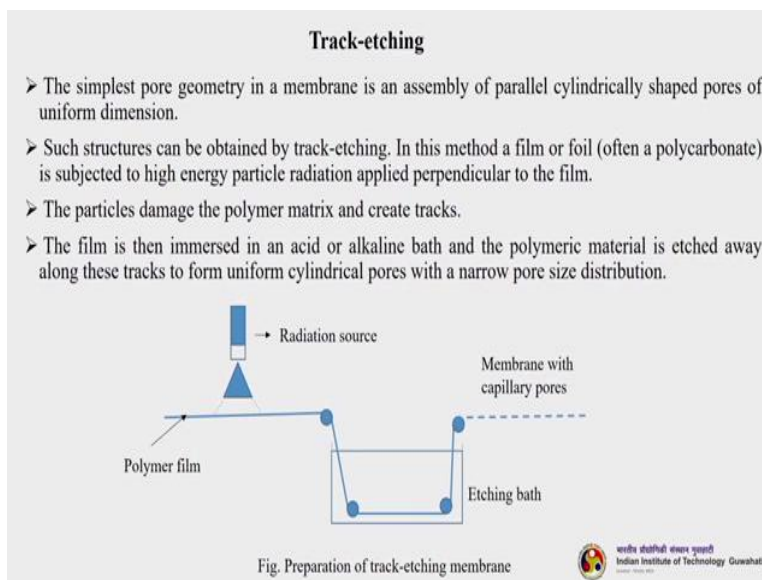 Track-etching
➢ The simplest pore geometry in a membrane is an assembly of parallel cylindrically shaped pores of
uniform dimension.
➢ Such structures can be obtained by track-etching. In this method a film or foil (often a polycarbonate)
is subjected to high energy particle radiation applied perpendicular to the film.
➢ The particles damage the polymer matrix and create tracks.
➢ The film is then immersed in an acid or alkaline bath and the polymeric material is etched away
along these tracks to form uniform cylindrical pores with a narrow pore size distribution.
Radiation source
Membrane with
capillary pores
Polymer film
Etching bath
Fig. Preparation of track-etching membrane
भारतीय प्रौद्योगिकी संस्थान गुवाहाटी
Indian Institute of Technology Guwahati